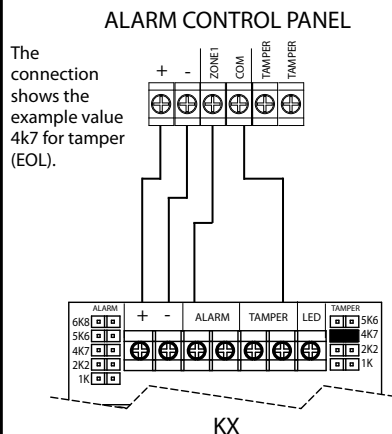 ALARM CONTROL PANEL
The
connection
shows the
example value
4k7 for tamper
(EOL).
+ - ZONE1 COM TAMPER TAMPER
ALARM
6K8
5K6
4K7
2K2
1K
+ - ALARM TAMPER LED
TAMPER
5K6
4K7
2K2
1K
KX